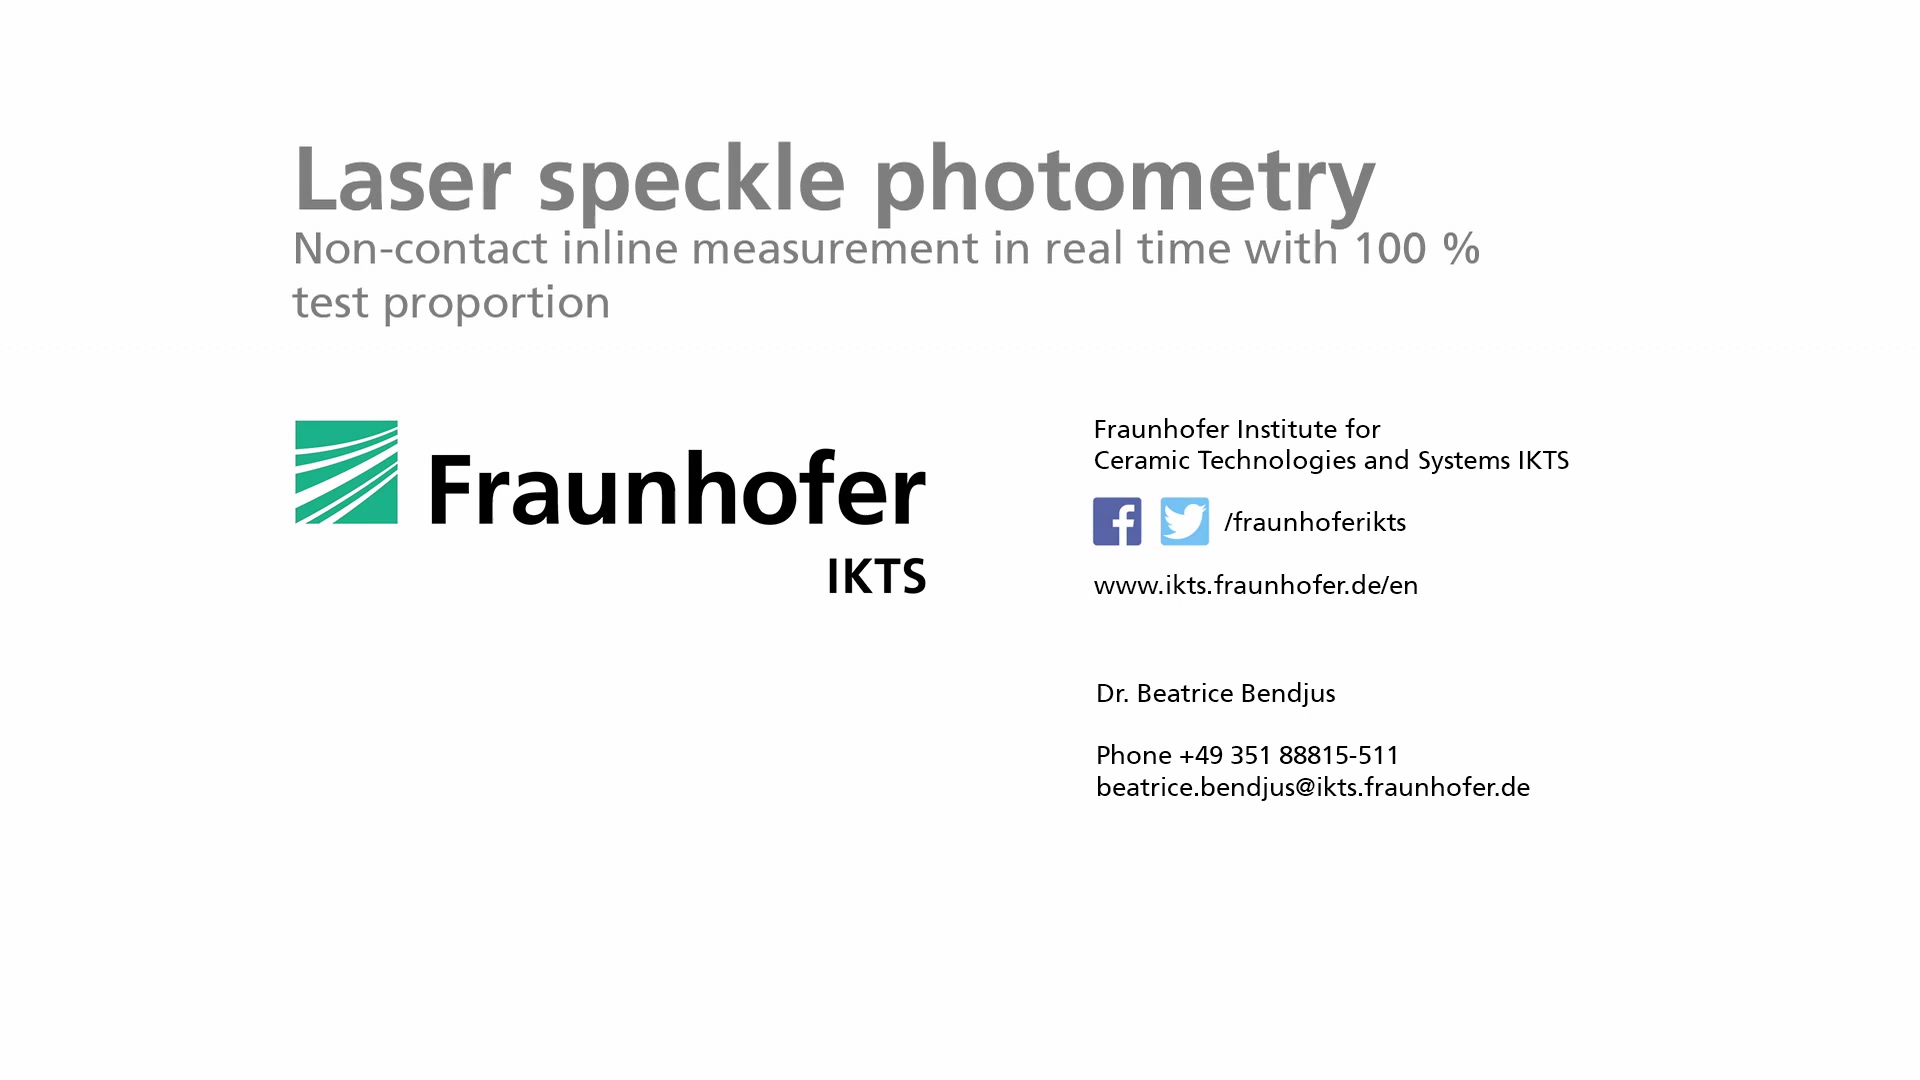 Laser speckle photometry
Non-contact inline measurement in real time with 100 %
test proportion
Fraunhofer
IKTS
Fraunhofer Institute for
Ceramic Technologies and Systems IKTS
/fraunhoferikts
www.ikts.fraunhofer.de/en
Dr. Beatrice Bendjus
Phone +49 351 88815-511
beatrice.bendjus@ikts.fraunhofer.de